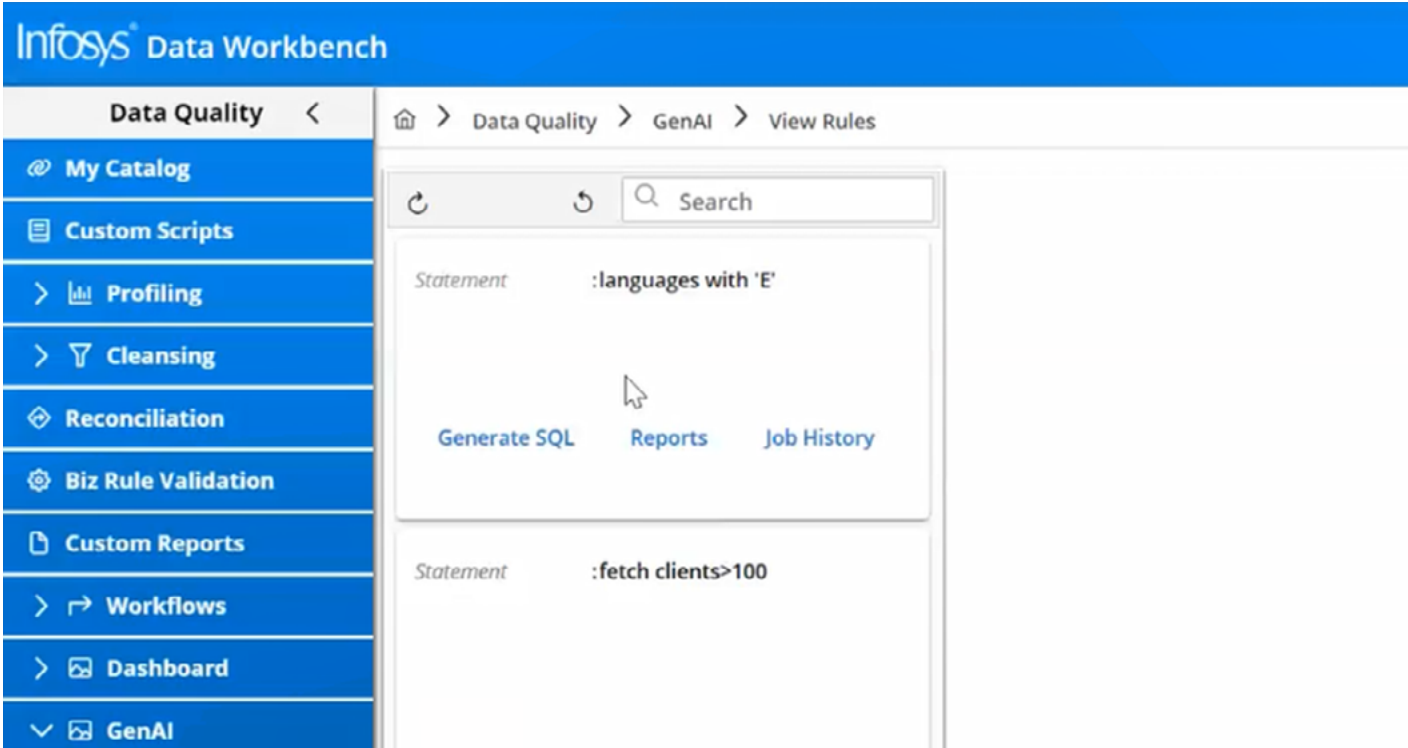 Infosys® Data Workbench
Data Quality
Data Quality GenAI View Rules
My Catalog
Custom Scripts
Profiling
Cleansing
Reconciliation
Biz Rule Validation
Custom Reports
Workflows
Dashboard
GenAI
Search
Statement :languages with 'E'
Generate SQL Reports Job History
Statement :fetch clients>100